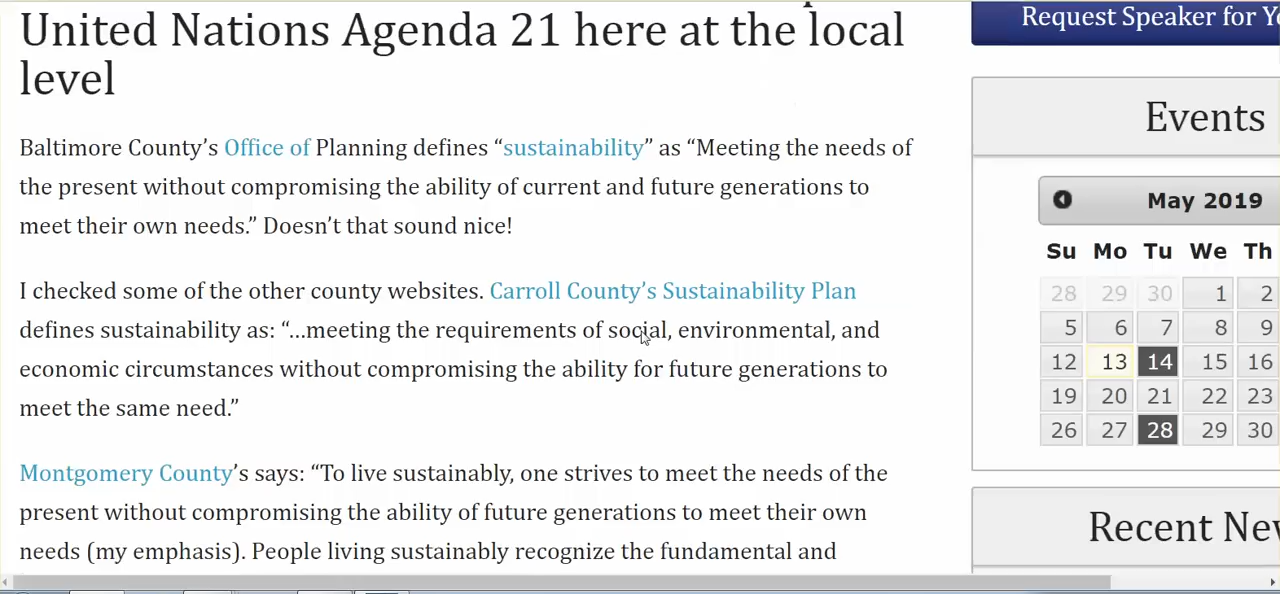 United Nations Agenda 21 here at the local
level
Baltimore County's Office of Planning defines “sustainability” as “Meeting the needs of
the present without compromising the ability of current and future generations to
meet their own needs.” Doesn't that sound nice!
I checked some of the other county websites. Carroll County's Sustainability Plan
defines sustainability as: “...meeting the requirements of social, environmental, and
economic circumstances without compromising the ability for future generations to
meet the same need.”
Montgomery County's says: “To live sustainably, one strives to meet the needs of the
present without compromising the ability of future generations to meet their own
needs (my emphasis). People living sustainably recognize the fundamental and
Request Speaker for Yo
Events
May 2019
Su Mo Tu We Th
28 29 30 1 2
5 6 7 8 9
12 13 14 15 16
19 20 21 22 23
26 27 28 29 30
Recent New